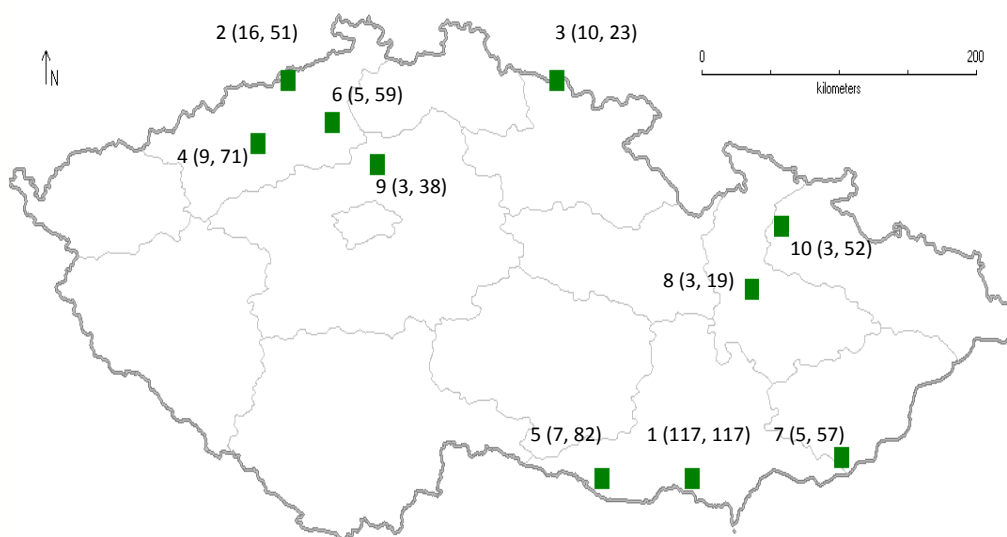 2 (16, 51)
3 (10, 23)
0
200
kilometers
N
6 (5, 59)
4 (9, 71)
9 (3, 38)
10 (3, 52)
8 (3, 19)
5 (7, 82)
1 (117, 117)
7 (5, 57)